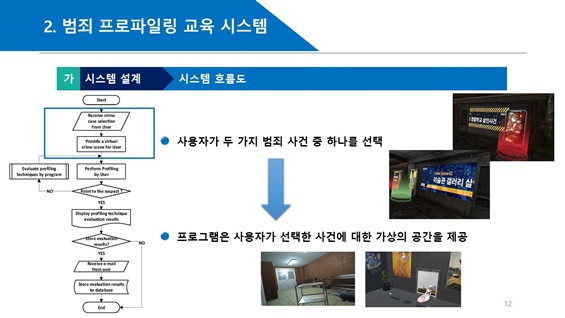 2. 범죄 프로파일링 교육 시스템
가 시스템 설계 시스템 흐름도
Start
Receive crime
case selection
from User
Provide a virtual
crime scene for User
Evaluate profiling
techniques by program
Perform Profiling
by User
NO
Point to the suspect ?
YES
Display profiling technique
evaluation results
Store evaluation
results?
NO
YES
Receive e-mail
from user
Store evaluation results
to database
End
사용자가 두 가지 범죄 사건 중 하나를 선택
프로그램은 사용자가 선택한 사건에 대한 가상의 공간을 제공
살인사건
미술관 갤러리 살
12